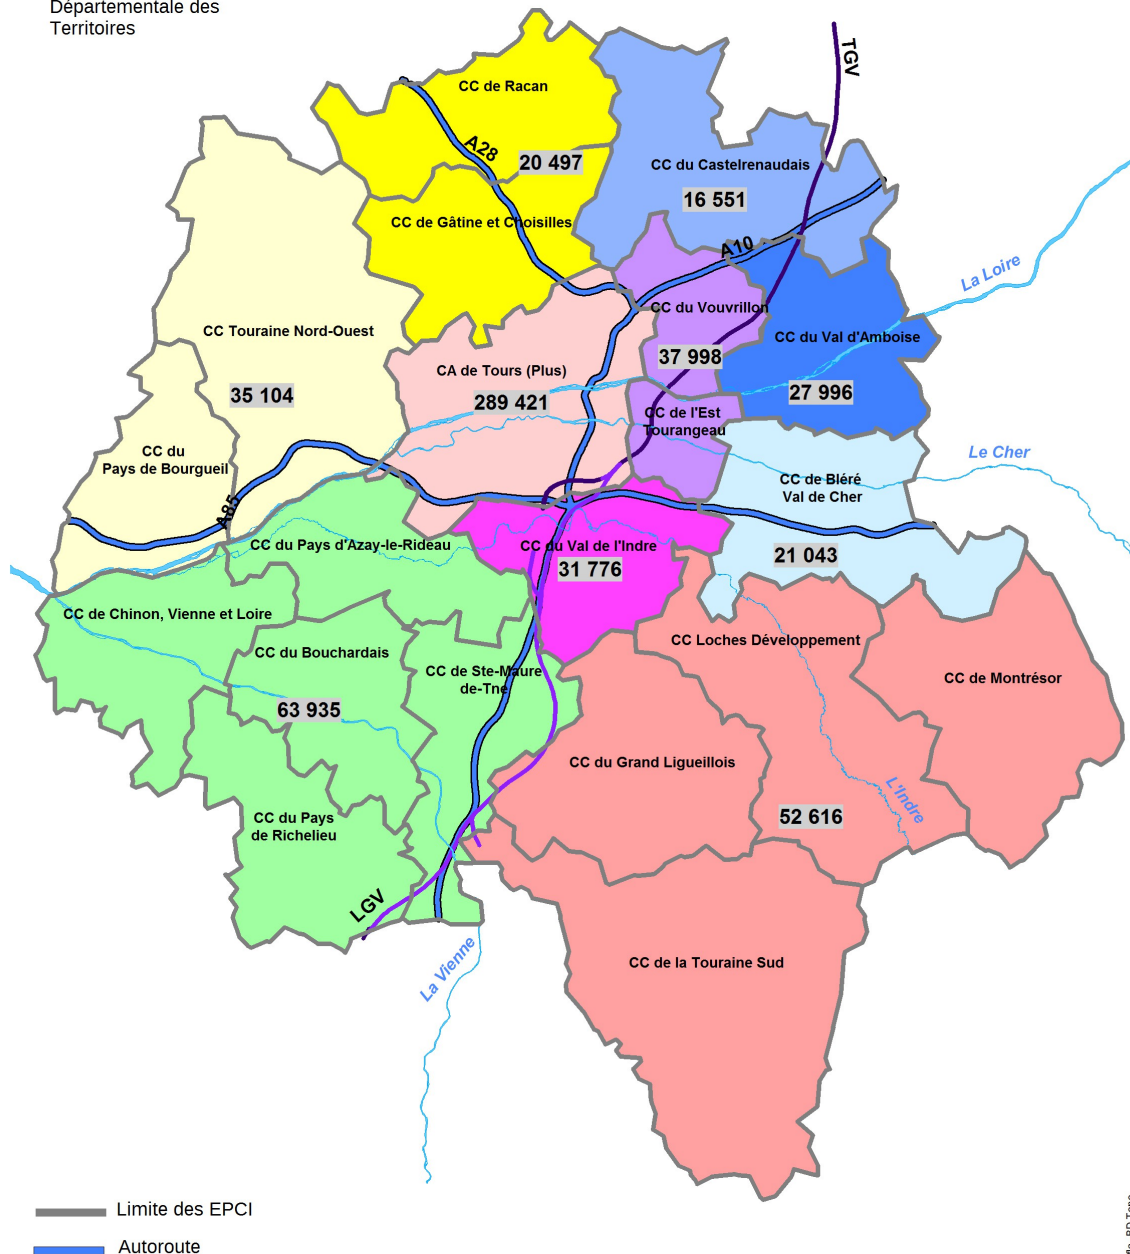 Départementale des
Territoires
TGV
CC de Racan
A28
20 497
CC du Castelrenaudais
16 551
CC de Gâtine et Choisilles
A10
La Loire
CC du Vouvrillon
CC Touraine Nord-Ouest
CC du Val d'Amboise
37 998
CA de Tours (Plus)
289 421
35 104
27 996
CC de l'Est
Tourangeau
CC du
Pays de Bourgueil
Le Cher
CC de Bléré
Val de Cher
A85
CC du Pays d'Azay-le-Rideau
CC du Val de l'Indre
31 776
21 043
CC de Chinon, Vienne et Loire
CC Loches Développement
CC du Bouchardais
CC de Ste-Maure
de-Tne
CC de Montrésor
63 935
CC du Grand Ligueillois
L'Indre
52 616
CC du Pays
de Richelieu
LGV
La Vienne
CC de la Touraine Sud
Limite des EPCI
Autoroute